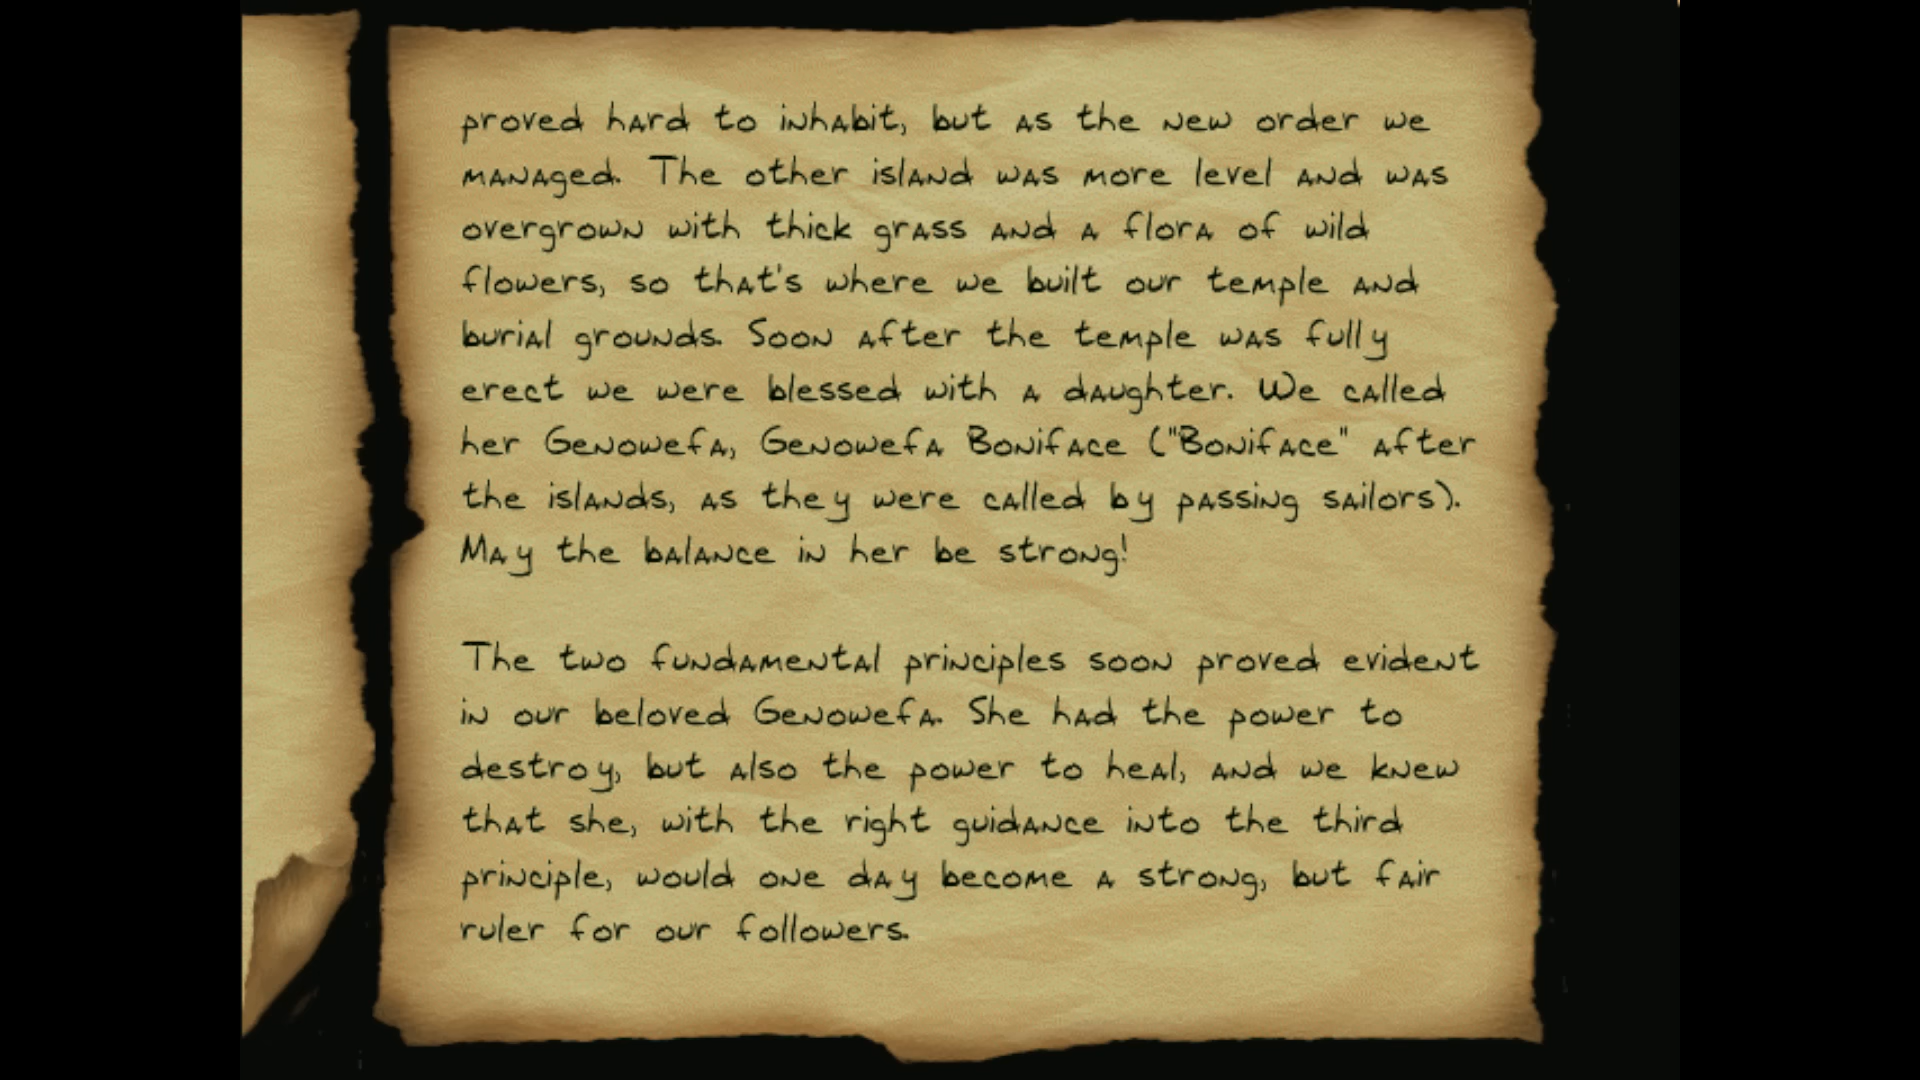 proved hard to inhabit, but as the new order we
managed. The other island was more level and was
overgrown with thick grass and a flora of wild
flowers, so that's where we built our temple and
burial grounds. Soon after the temple was fully
erect we were blessed with a daughter. We called
her Genowefa, Genowefa Boniface ("Boniface" after
the islands, as they were called by passing sailors).
May the balance in her be strong!
The two fundamental principles soon proved evident
in our beloved Genowefa. She had the power to
destroy, but also the power to heal, and we knew
that she, with the right guidance into the third
principle, would one day become a strong, but fair
ruler for our followers.